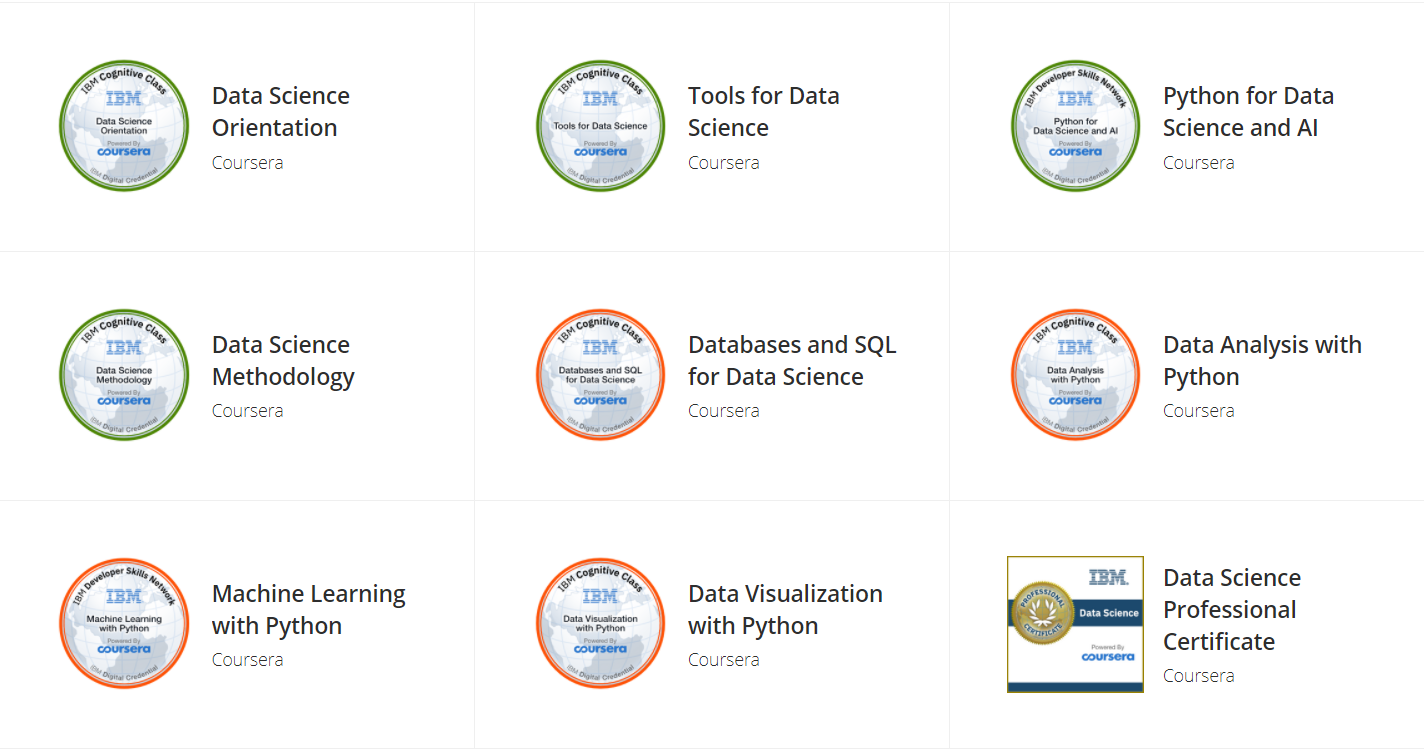 IBM Cognitive Class
IBM
Data Science
Orientation
Powered By
coursera
IBM Digital Credential
Data Science
Orientation
Coursera
IBM Cognitive Class
IBM
Tools for Data Science
Powered By
coursera
IBM Digital Credential
Tools for Data
Science
Coursera
IBM Developer Skills Network
IBM
Python for
Data Science and AI
Powered By
coursera
IBM Digital Credential
Python for Data
Science and AI
Coursera
IBM Cognitive Class
IBM
Data Science
Methodology
Powered By
coursera
IBM Digital Credential
Data Science
Methodology
Coursera
IBM Cognitive Class
IBM
Databases and SQL
for Data Science
Powered By
coursera
IBM Digital Credential
Databases and SQL
for Data Science
Coursera
IBM Cognitive Class
IBM
Data Analysis
with Python
Powered By
coursera
IBM Digital Credential
Data Analysis with
Python
Coursera
IBM Developer Skills Network
IBM
Machine Learning
with Python
Powered By
coursera
IBM Digital Credential
Machine Learning
with Python
Coursera
IBM Cognitive Class
IBM
Data Visualization
with Python
Powered By
coursera
IBM Digital Credential
Data Visualization
with Python
Coursera
IBM
PROFESSIONAL
CERTIFICATE
Data Science
Powered By
coursera
Data Science
Professional
Certificate
Coursera